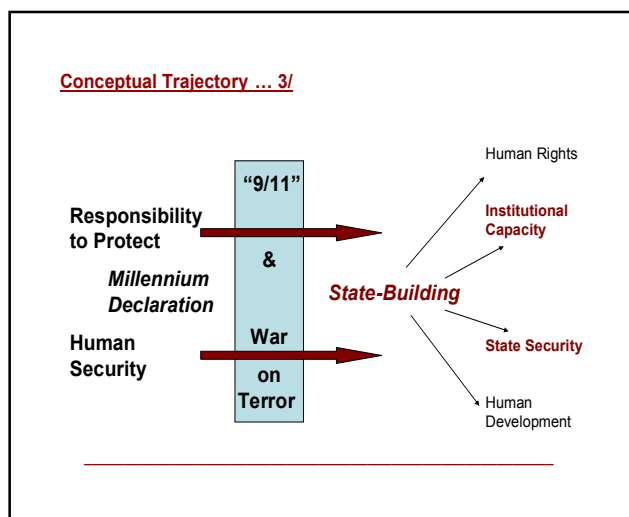 Conceptual Trajectory … 3/
Responsibility
to Protect
Millennium
Declaration
Human
Security
“9/11”
&
War
on
Terror
State-Building
Human Rights
Institutional
Capacity
State Security
Human
Development